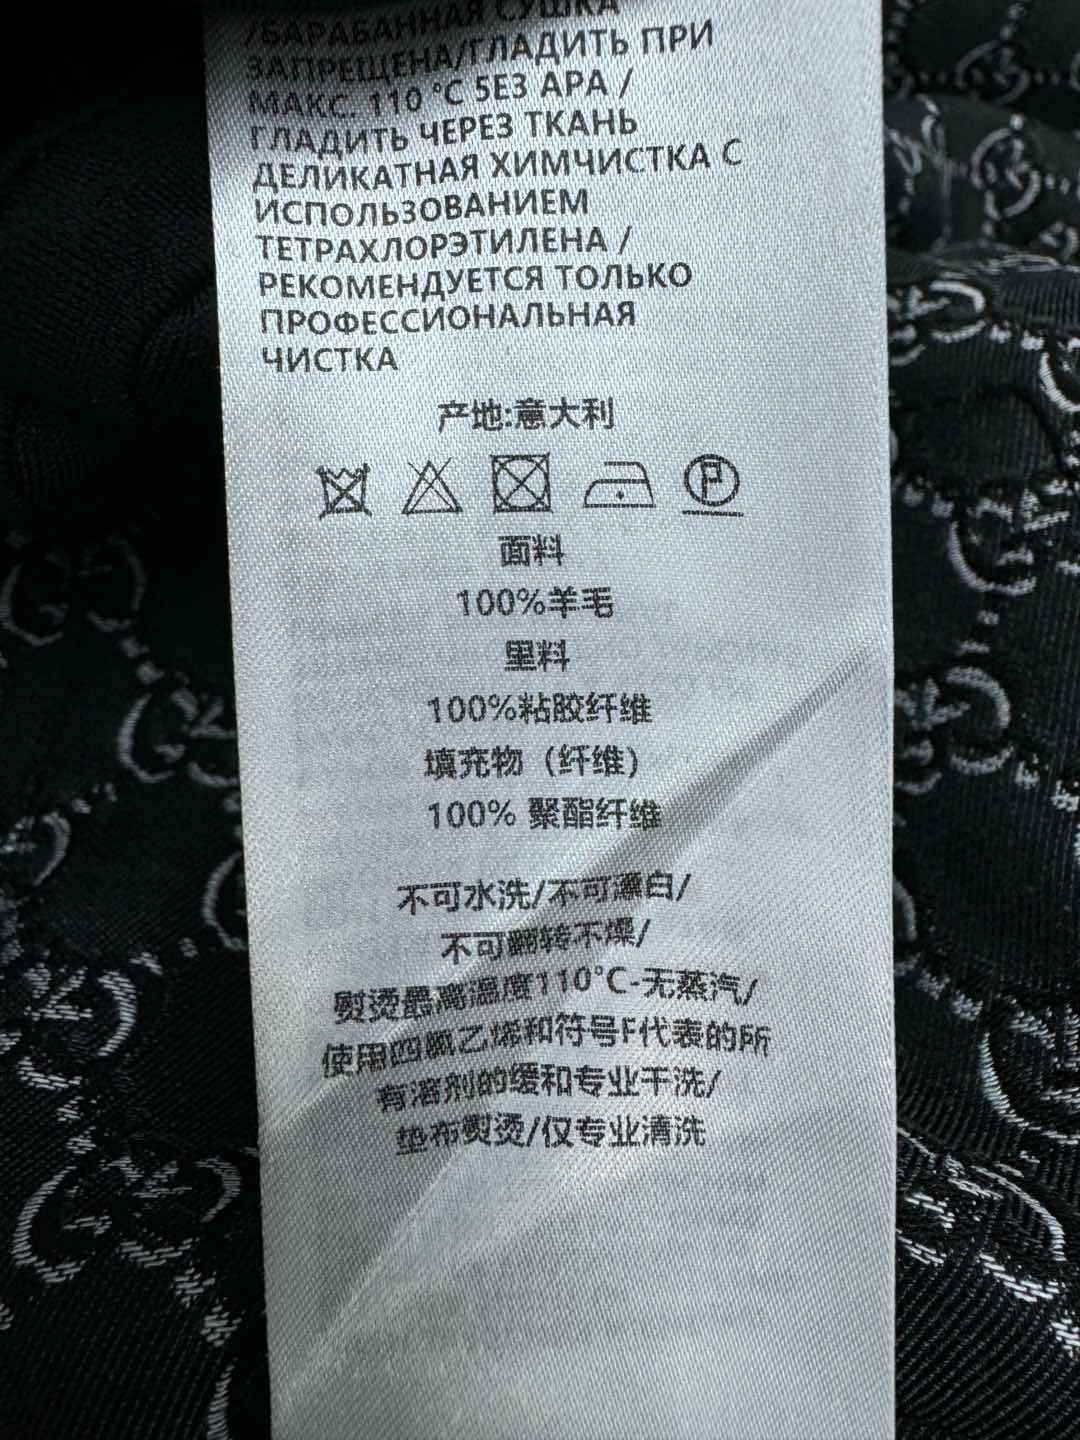 /БАРАБАННАЯ СУШКА
ЗАПРЕЩЕНА/ГЛАДИТЬ ПРИ
МАКС. 110 °C 5ЕЗ АРА /
ГЛАДИТЬ ЧЕРЕЗ ТКАНЬ
ДЕЛИКАТНАЯ ХИМЧИСТКА С
ИСПОЛЬЗОВАНИЕМ
ТЕТРАХЛОРЭТИЛЕНА /
РЕКОМЕНДУЕТСЯ ТОЛЬКО
ПРОФЕССИОНАЛЬНАЯ
ЧИСТКА
产地:意大利
P
面料
100%羊毛
里料
100%粘胶纤维
填充物（纤维）
100% 聚酯纤维
不可水洗/不可漂白/
不可翻转不燥/
熨烫最高温度110°C-无蒸汽/
使用四氯乙烯和符号F代表的所
有溶剂的缓和专业干洗/
垫布熨烫/仅专业清洗